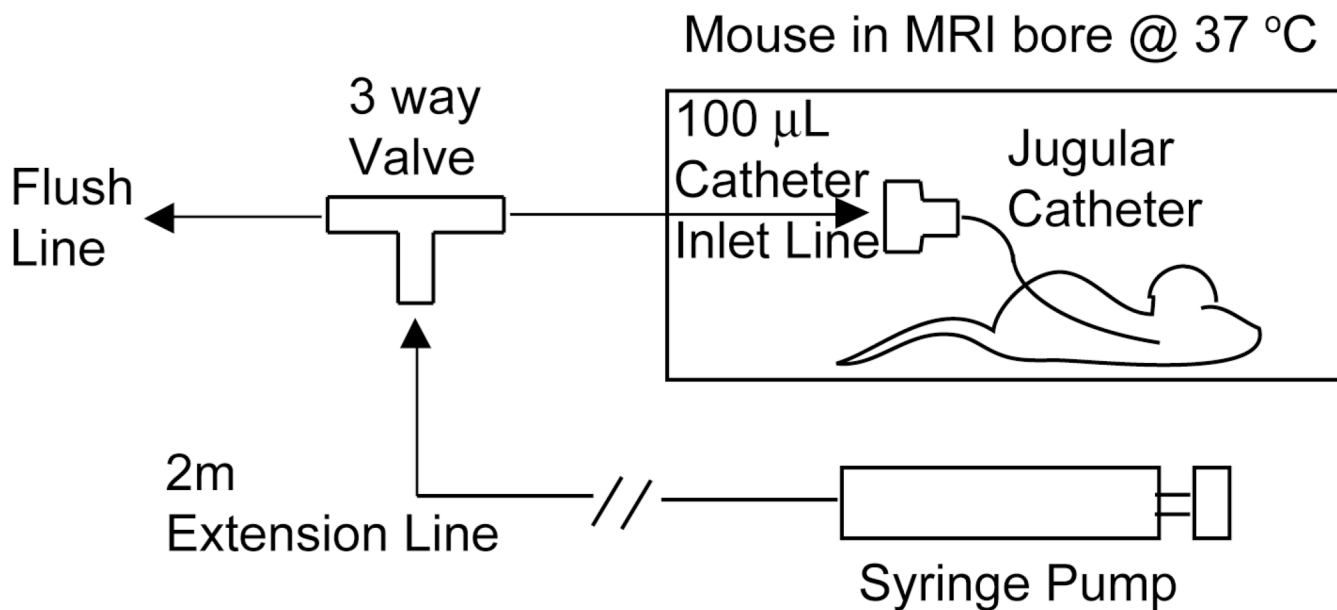 Mouse in MRI bore @ 37 °C
3 way
Valve
Flush
Line
100 µL
Catheter
Inlet Line
Jugular
Catheter
2m
Extension Line
Syringe Pump